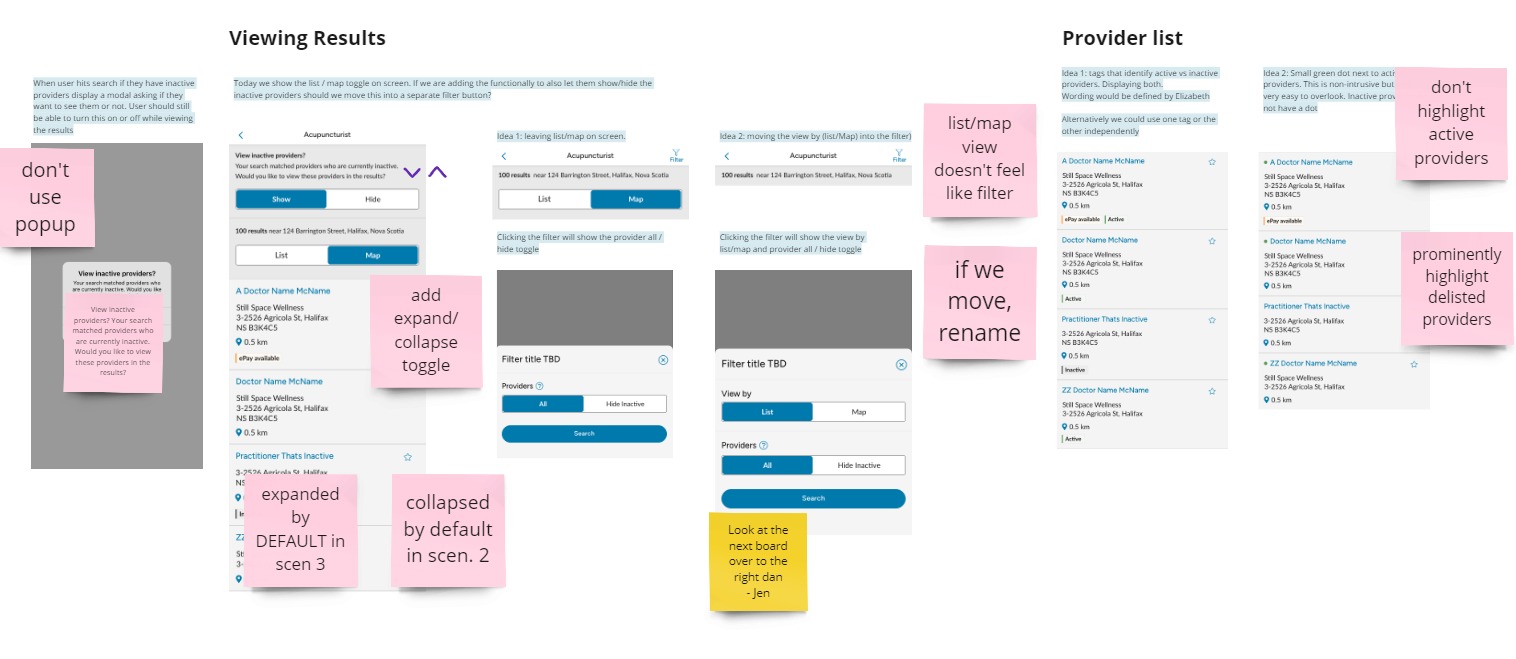 Viewing Results
When user hits search if they have inactive
providers display a modal asking if they
want to see them or not. User should still
be able to turn this on or off while viewing
the results
don't
use
popup
View inactive providers?
Your search matched providers who
are currently inactive. Would you like
View inactive
providers? Your search
matched providers who
are currently inactive.
Would you like to view
these providers in the
results?
Today we show the list / map toggle on screen. If we are adding the functionally to also let them show/hide the
inactive providers should we move this into a separate filter button?
Acupuncturist
View inactive providers?
Your search matched providers who are currently inactive.
Would you like to view these providers in the results?
Show
Hide
100 results near 124 Barrington Street, Halifax, Nova Scotia
List
Map
A Doctor Name McName
Still Space Wellness
3-2526 Agricola St, Halifax
NS B3K4C5
0.5 km
ePay available
Doctor Name McName
Still Space Wellness
3-2526 Agricola St, Halifax
NS B3K4C5
0.5 km
Practitioner Thats Inactive
3-2526 Agricola St, Halifax
add
expand/
collapse
toggle
expanded
by
DEFAULT in
scen 3
collapsed
by default
in scen. 2
Idea 1: leaving list/map on screen.
Acupuncturist
Filter
100 results near 124 Barrington Street, Halifax, Nova Scotia
List
Map
Clicking the filter will show the provider all /
hide toggle
Filter title TBD
Providers
All
Hide Inactive
Search
Idea 2: moving the view by (list/Map) into the filter)
Acupuncturist
Filter
100 results near 124 Barrington Street, Halifax, Nova Scotia
Clicking the filter will show the view by
list/map and provider all / hide toggle
Filter title TBD
View by
List
Map
Providers
All
Hide Inactive
Search
Look at the
next board
over to the
right dan
- Jen
list/map
view
doesn't feel
like filter
if we
move,
rename
Provider list
Idea 1: tags that identify active vs inactive
providers. Displaying both.
Wording would be defined by Elizabeth
Alternatively we could use one tag or the
other independently
A Doctor Name McName
Still Space Wellness
3-2526 Agricola St, Halifax
NS B3K4C5
0.5 km
ePay available
Active
Doctor Name McName
Still Space Wellness
3-2526 Agricola St, Halifax
NS B3K4C5
0.5 km
Active
Practitioner Thats Inactive
3-2526 Agricola St, Halifax
NS B3K4C5
0.5 km
Inactive
ZZ Doctor Name McName
Still Space Wellness
3-2526 Agricola St, Halifax
0.5 km
Active
Idea 2: Small green dot next to
providers. This is non-intrusive but
very easy to overlook. Inactive
not have a dot
A Doctor Name McName
Still Space Wellness
3-2526 Agricola St, Halifax
NS B3K4C5
0.5 km
ePay available
Doctor Name McName
Still Space Wellness
3-2526 Agricola St, Halifax
NS B3K4C5
0.5 km
Practitioner Thats Inactive
3-2526 Agricola St, Halifax
NS B3K4C5
0.5 km
ZZ Doctor Name McName
Still Space Wellness
3-2526 Agricola St, Halifax
0.5 km
don't
highlight
active
providers
prominently
highlight
delisted
providers